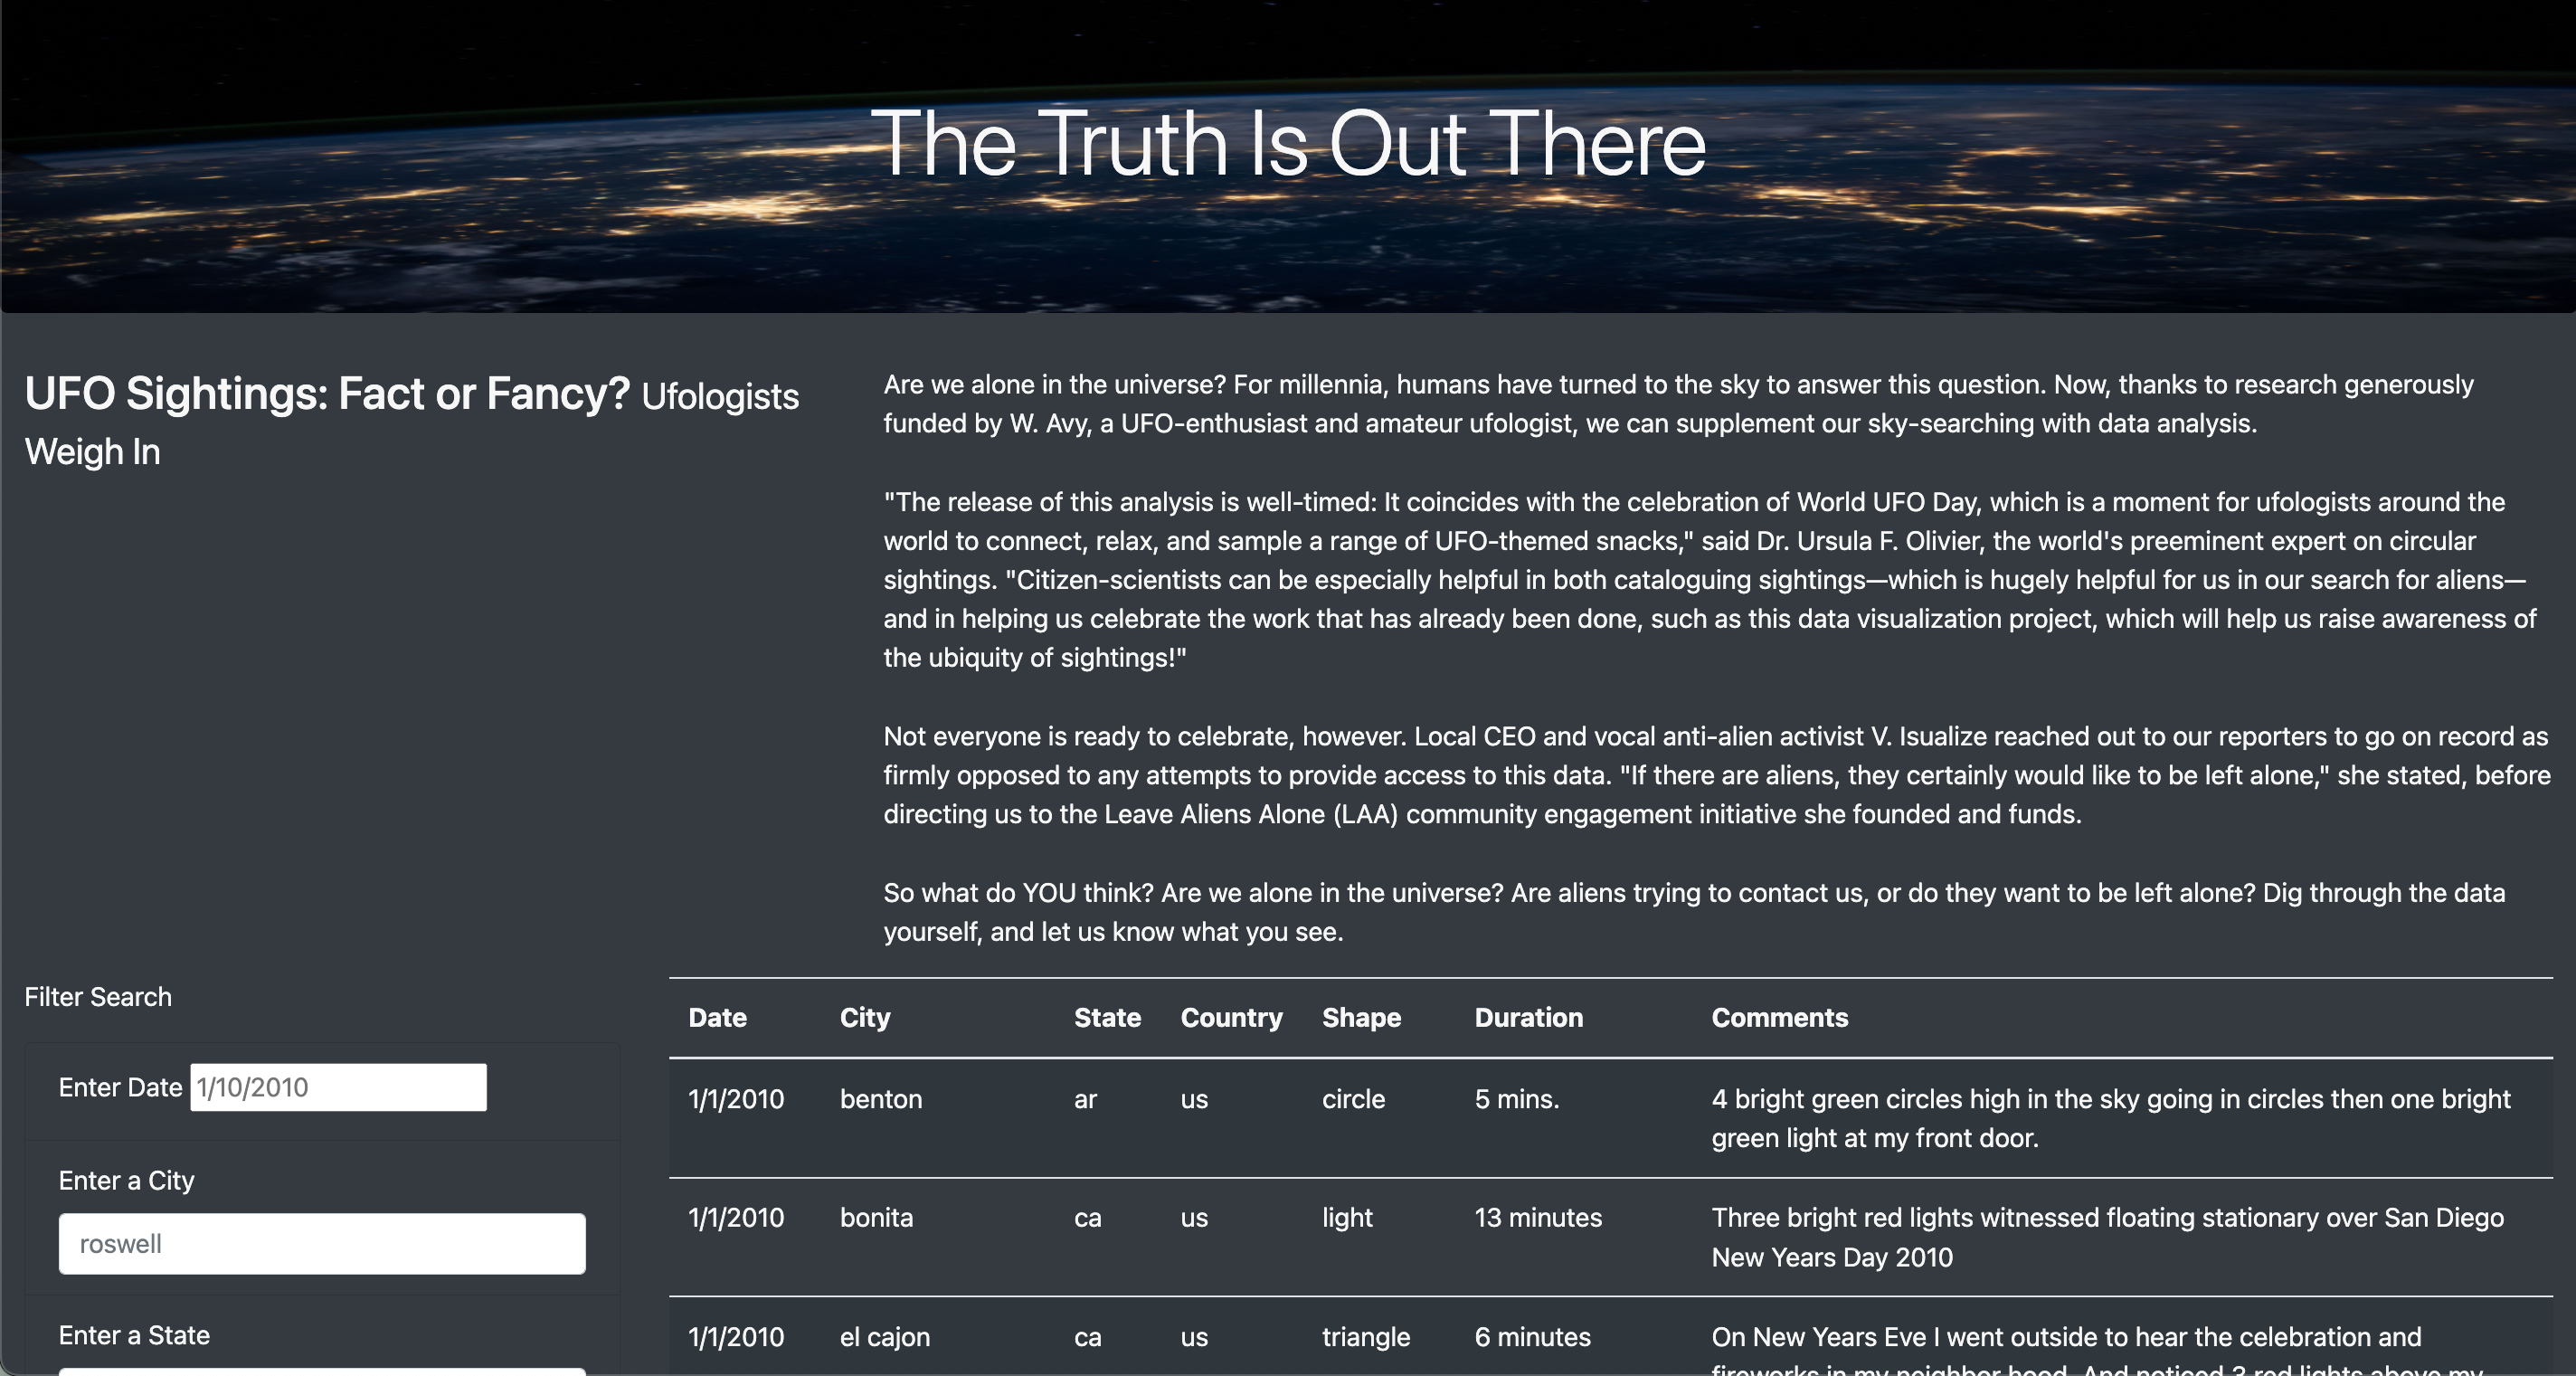 The Truth Is Out There
UFO Sightings: Fact or Fancy? Ufologists
Weigh In
Are we alone in the universe? For millennia, humans have turned to the sky to answer this question. Now, thanks to research generously
funded by W. Avy, a UFO-enthusiast and amateur ufologist, we can supplement our sky-searching with data analysis.
"The release of this analysis is well-timed: It coincides with the celebration of World UFO Day, which is a moment for ufologists around the
world to connect, relax, and sample a range of UFO-themed snacks," said Dr. Ursula F. Olivier, the world's preeminent expert on circular
sightings. "Citizen-scientists can be especially helpful in both cataloguing sightings—which is hugely helpful for us in our search for aliens—
and in helping us celebrate the work that has already been done, such as this data visualization project, which will help us raise awareness of
the ubiquity of sightings!"
Not everyone is ready to celebrate, however. Local CEO and vocal anti-alien activist V. Isualize reached out to our reporters to go on record as
firmly opposed to any attempts to provide access to this data. "If there are aliens, they certainly would like to be left alone," she stated, before
directing us to the Leave Aliens Alone (LAA) community engagement initiative she founded and funds.
So what do YOU think? Are we alone in the universe? Are aliens trying to contact us, or do they want to be left alone? Dig through the data
yourself, and let us know what you see.
Filter Search
Enter Date 1/10/2010
Enter a City
roswell
Enter a State
Date City State Country Shape Duration Comments
1/1/2010 benton ar us circle 5 mins. 4 bright green circles high in the sky going in circles then one bright
green light at my front door.
1/1/2010 bonita ca us light 13 minutes Three bright red lights witnessed floating stationary over San Diego
New Years Day 2010
1/1/2010 el cajon ca us triangle 6 minutes On New Years Eve I went outside to hear the celebration and
fireworks in my neighbor hood. And noticed 3 red lights above my